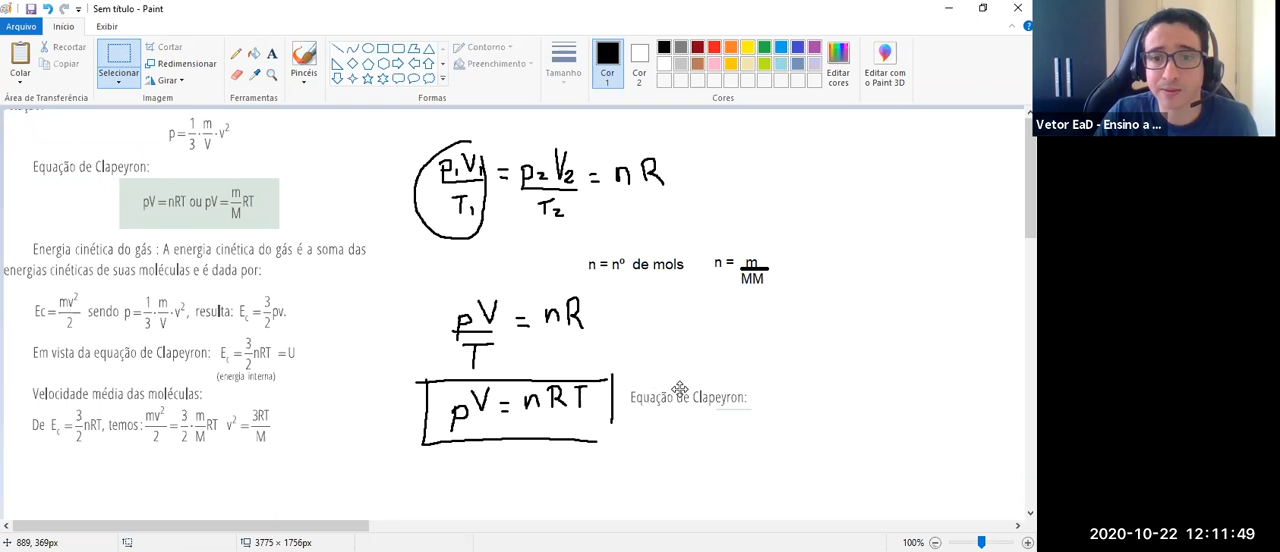 Sem título - Paint
Arquivo Início Exibir
Colar
Recortar
Copiar
Área de Transferência
Selecionar
Cortar
Redimensionar
Girar
Imagem
Ferramentas
Pincéis
Contorno
Preenchimento
Formas
Tamanho
Cor 1
Cor 2
Cores
Editar cores
Editar com o Paint 3D
Vetor EaD - Ensino a ...
p = 1/3 · m/V · v²
Equação de Clapeyron:
pV = nRT ou pV = m/M RT
Energia cinética do gás : A energia cinética do gás é a soma das
energias cinéticas de suas moléculas e é dada por:
Ec = mv²/2 sendo p = 1/3 · m/V · v², resulta: E_c = 3/2 pv.
Em vista da equação de Clapeyron: E_c = 3/2 nRT = U
(energia interna)
Velocidade média das moléculas:
De E_c = 3/2 nRT, temos: mv²/2 = 3/2 · m/M RT v² = 3RT/M
p₁V₁/T₁ = p₂V₂/T₂ = nR
n = nº de mols n = m/MM
pV/T = nR
pV = nRT
Equação de Clapeyron:
889, 369px
3775 × 1756px
100%
2020-10-22 12:11:49